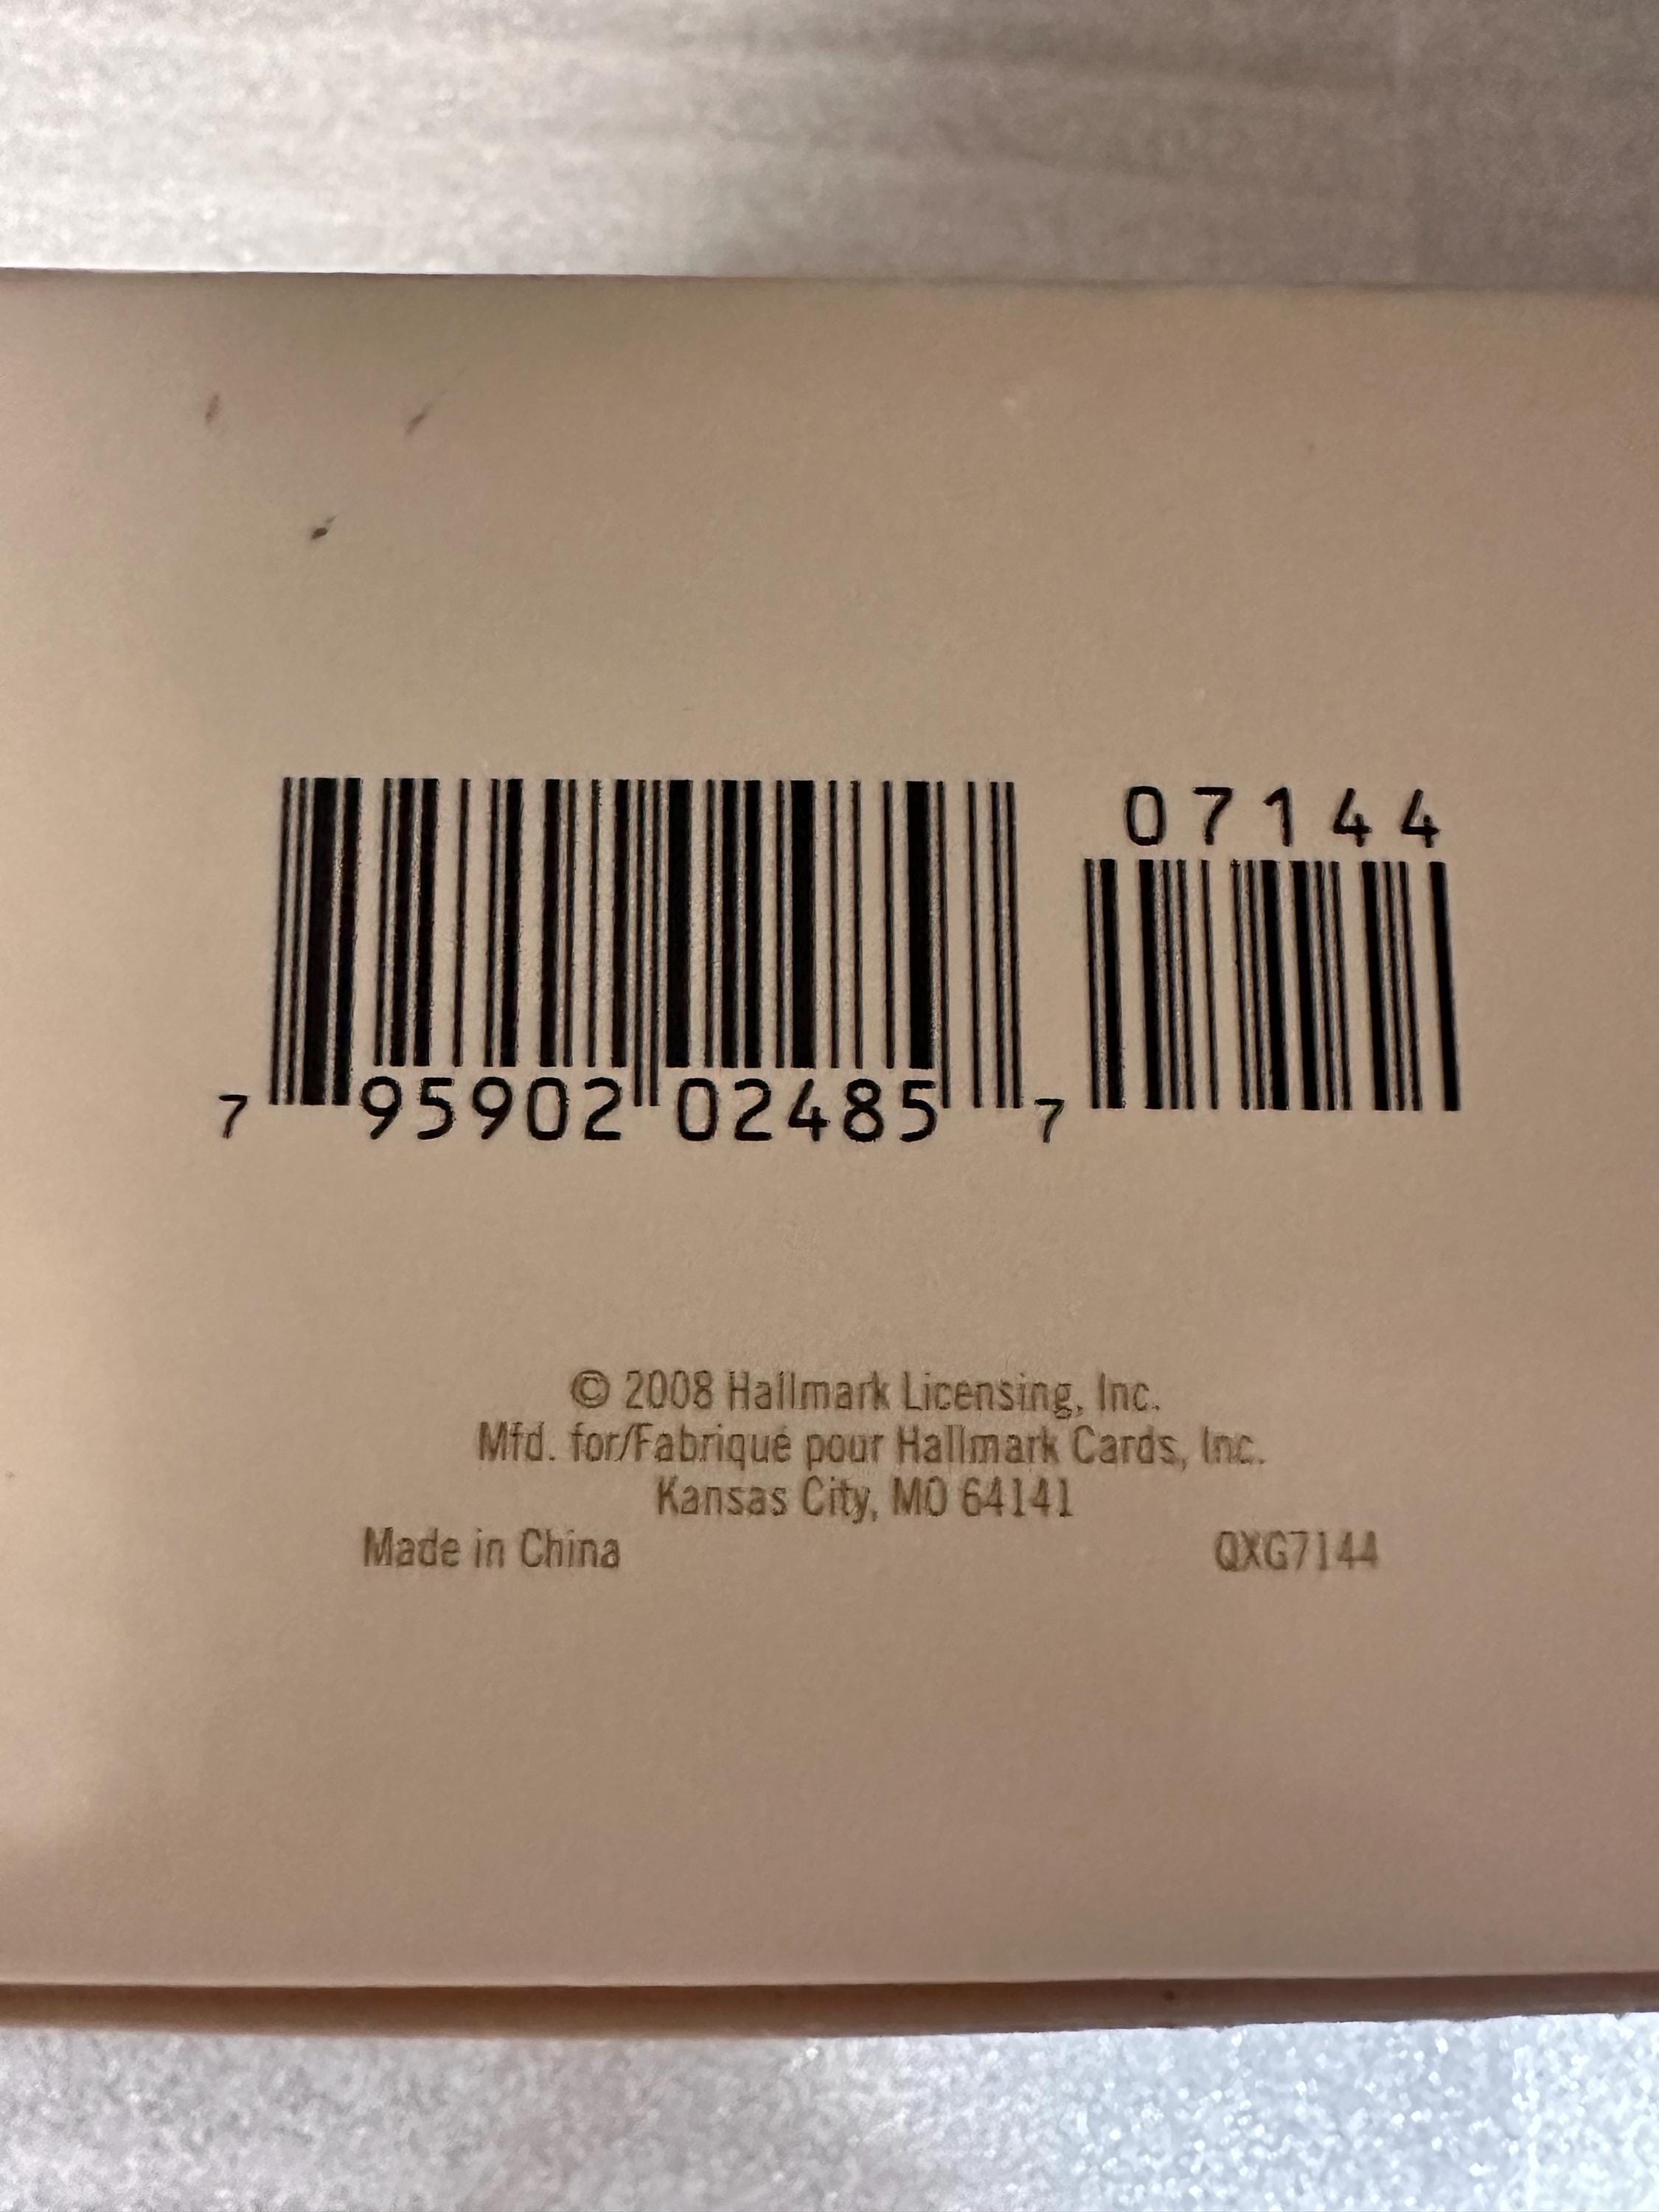 07144
7 95902 02485 7
© 2008 Hallmark Licensing, Inc.
Mfd. for/Fabriqué pour Hallmark Cards, Inc.
Kansas City, MO 64141
Made in China QXG7144